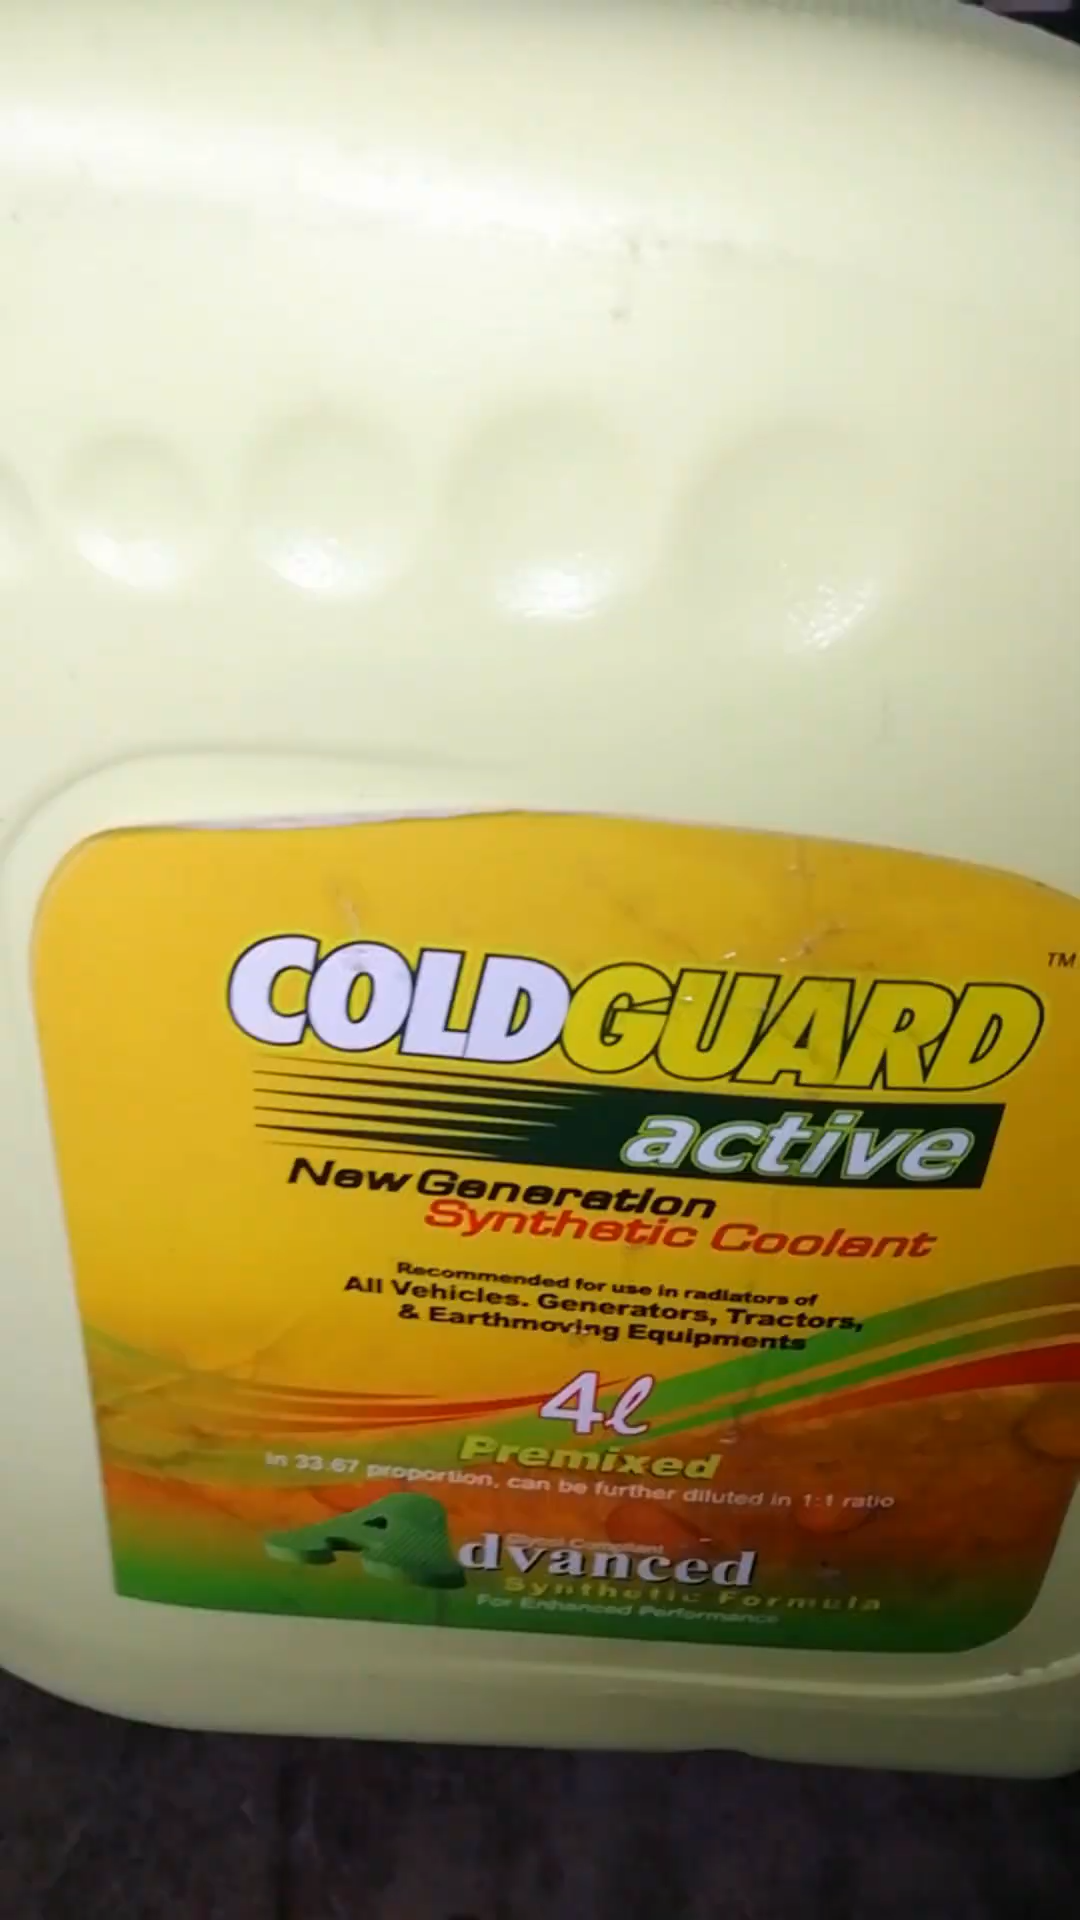 COLDGUARD TM
active
New Generation
Synthetic Coolant
Recommended for use in radiators of
All Vehicles. Generators, Tractors,
& Earthmoving Equipments
4ℓ
Premixed
In 33.67 proportion, can be further diluted in 1:1 ratio
Compliant
Advanced
Synthetic Formula
For Enhanced Performance